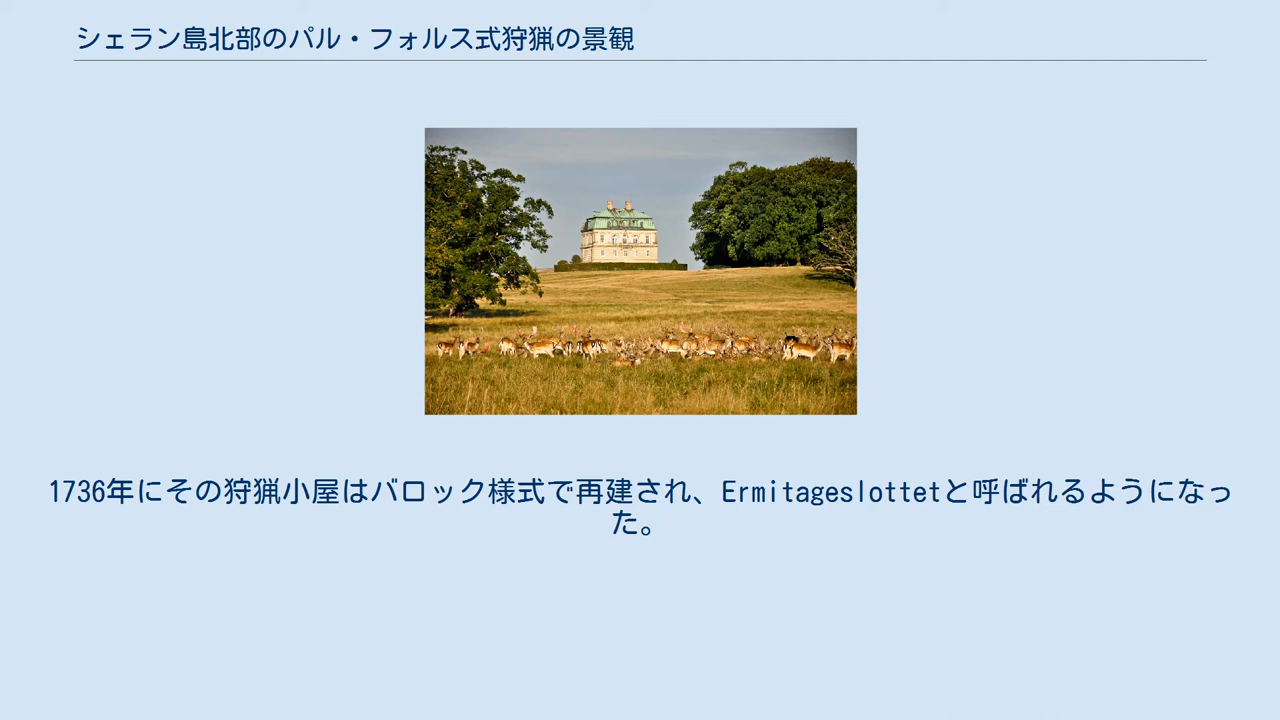 シェラン島北部のパル・フォルス式狩猟の景観
1736年にその狩猟小屋はバロック様式で再建され、Ermitageslottetと呼ばれるようになっ
た。